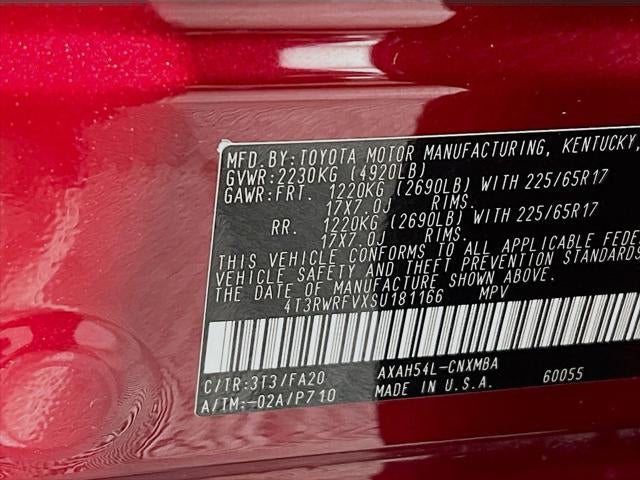 MFD. BY: TOYOTA MOTOR MANUFACTURING, KENTUCKY,
GVWR: 2230KG (4920LB)
GAWR: FRT. 1220KG (2690LB) WITH 225/65R17
17X7.0J RIMS.
RR. 1220KG (2690LB) WITH 225/65R17
17X7.0J RIMS.
THIS VEHICLE CONFORMS TO ALL APPLICABLE FEDE
VEHICLE SAFETY AND THEFT PREVENTION STANDARDS
THE DATE OF MANUFACTURE SHOWN ABOVE.
4T3RWRFVXSU181166 MPV
C/TR: 3T3/FA20 AXAH54L-CNXMBA
A/TM: -02A/P710 MADE IN U.S.A. 60055